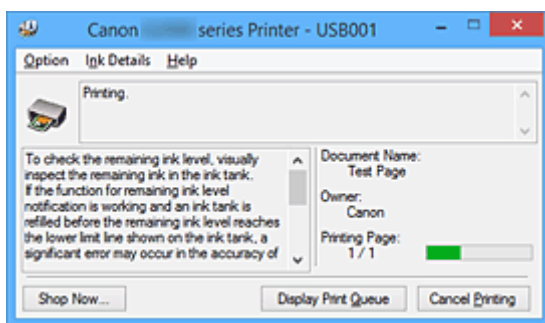 Canon series Printer - USB001
Option Ink Details Help
Printing.
To check the remaining ink level, visually
inspect the remaining ink in the ink tank.
If the function for remaining ink level
notification is working and an ink tank is
refilled before the remaining ink level reaches
the lower limit line shown on the ink tank, a
significant error may occur in the accuracy of
Document Name:
Test Page
Owner:
Canon
Printing Page:
1 / 1
Shop Now... Display Print Queue Cancel Printing